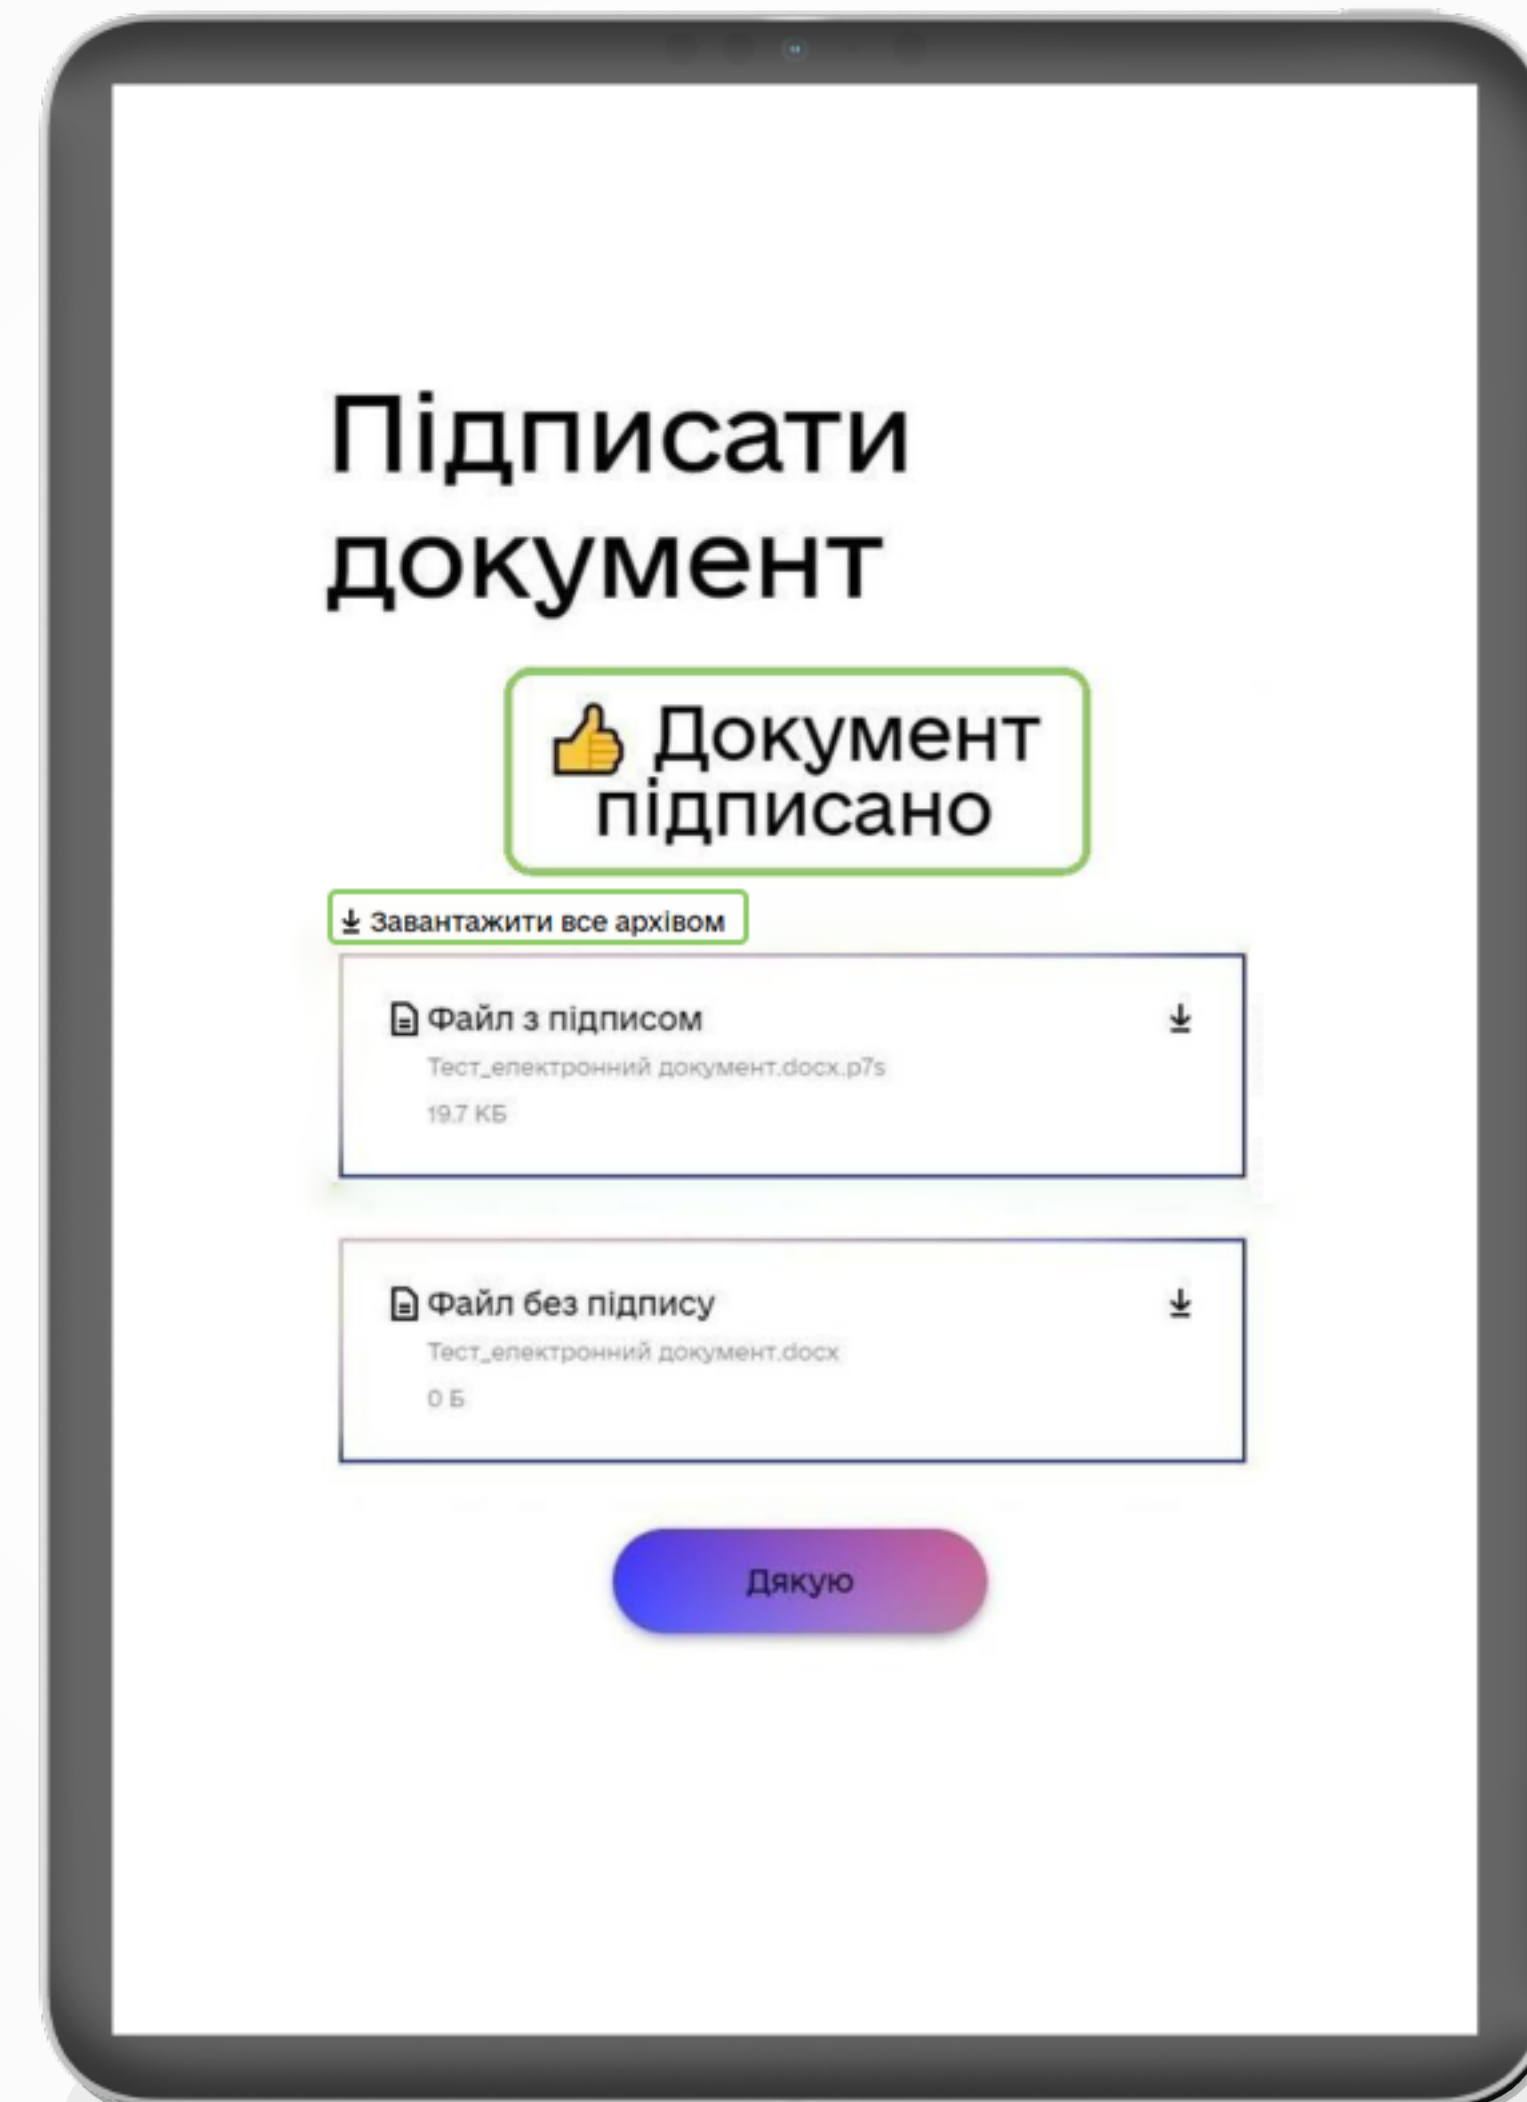 Підписати
документ
👍 Документ
підписано
Завантажити все архівом
Файл з підписом
Тест_електронний документ.docx.p7s
19.7 КБ
Файл без підпису
Тест_електронний документ.docx
0 Б
Дякую